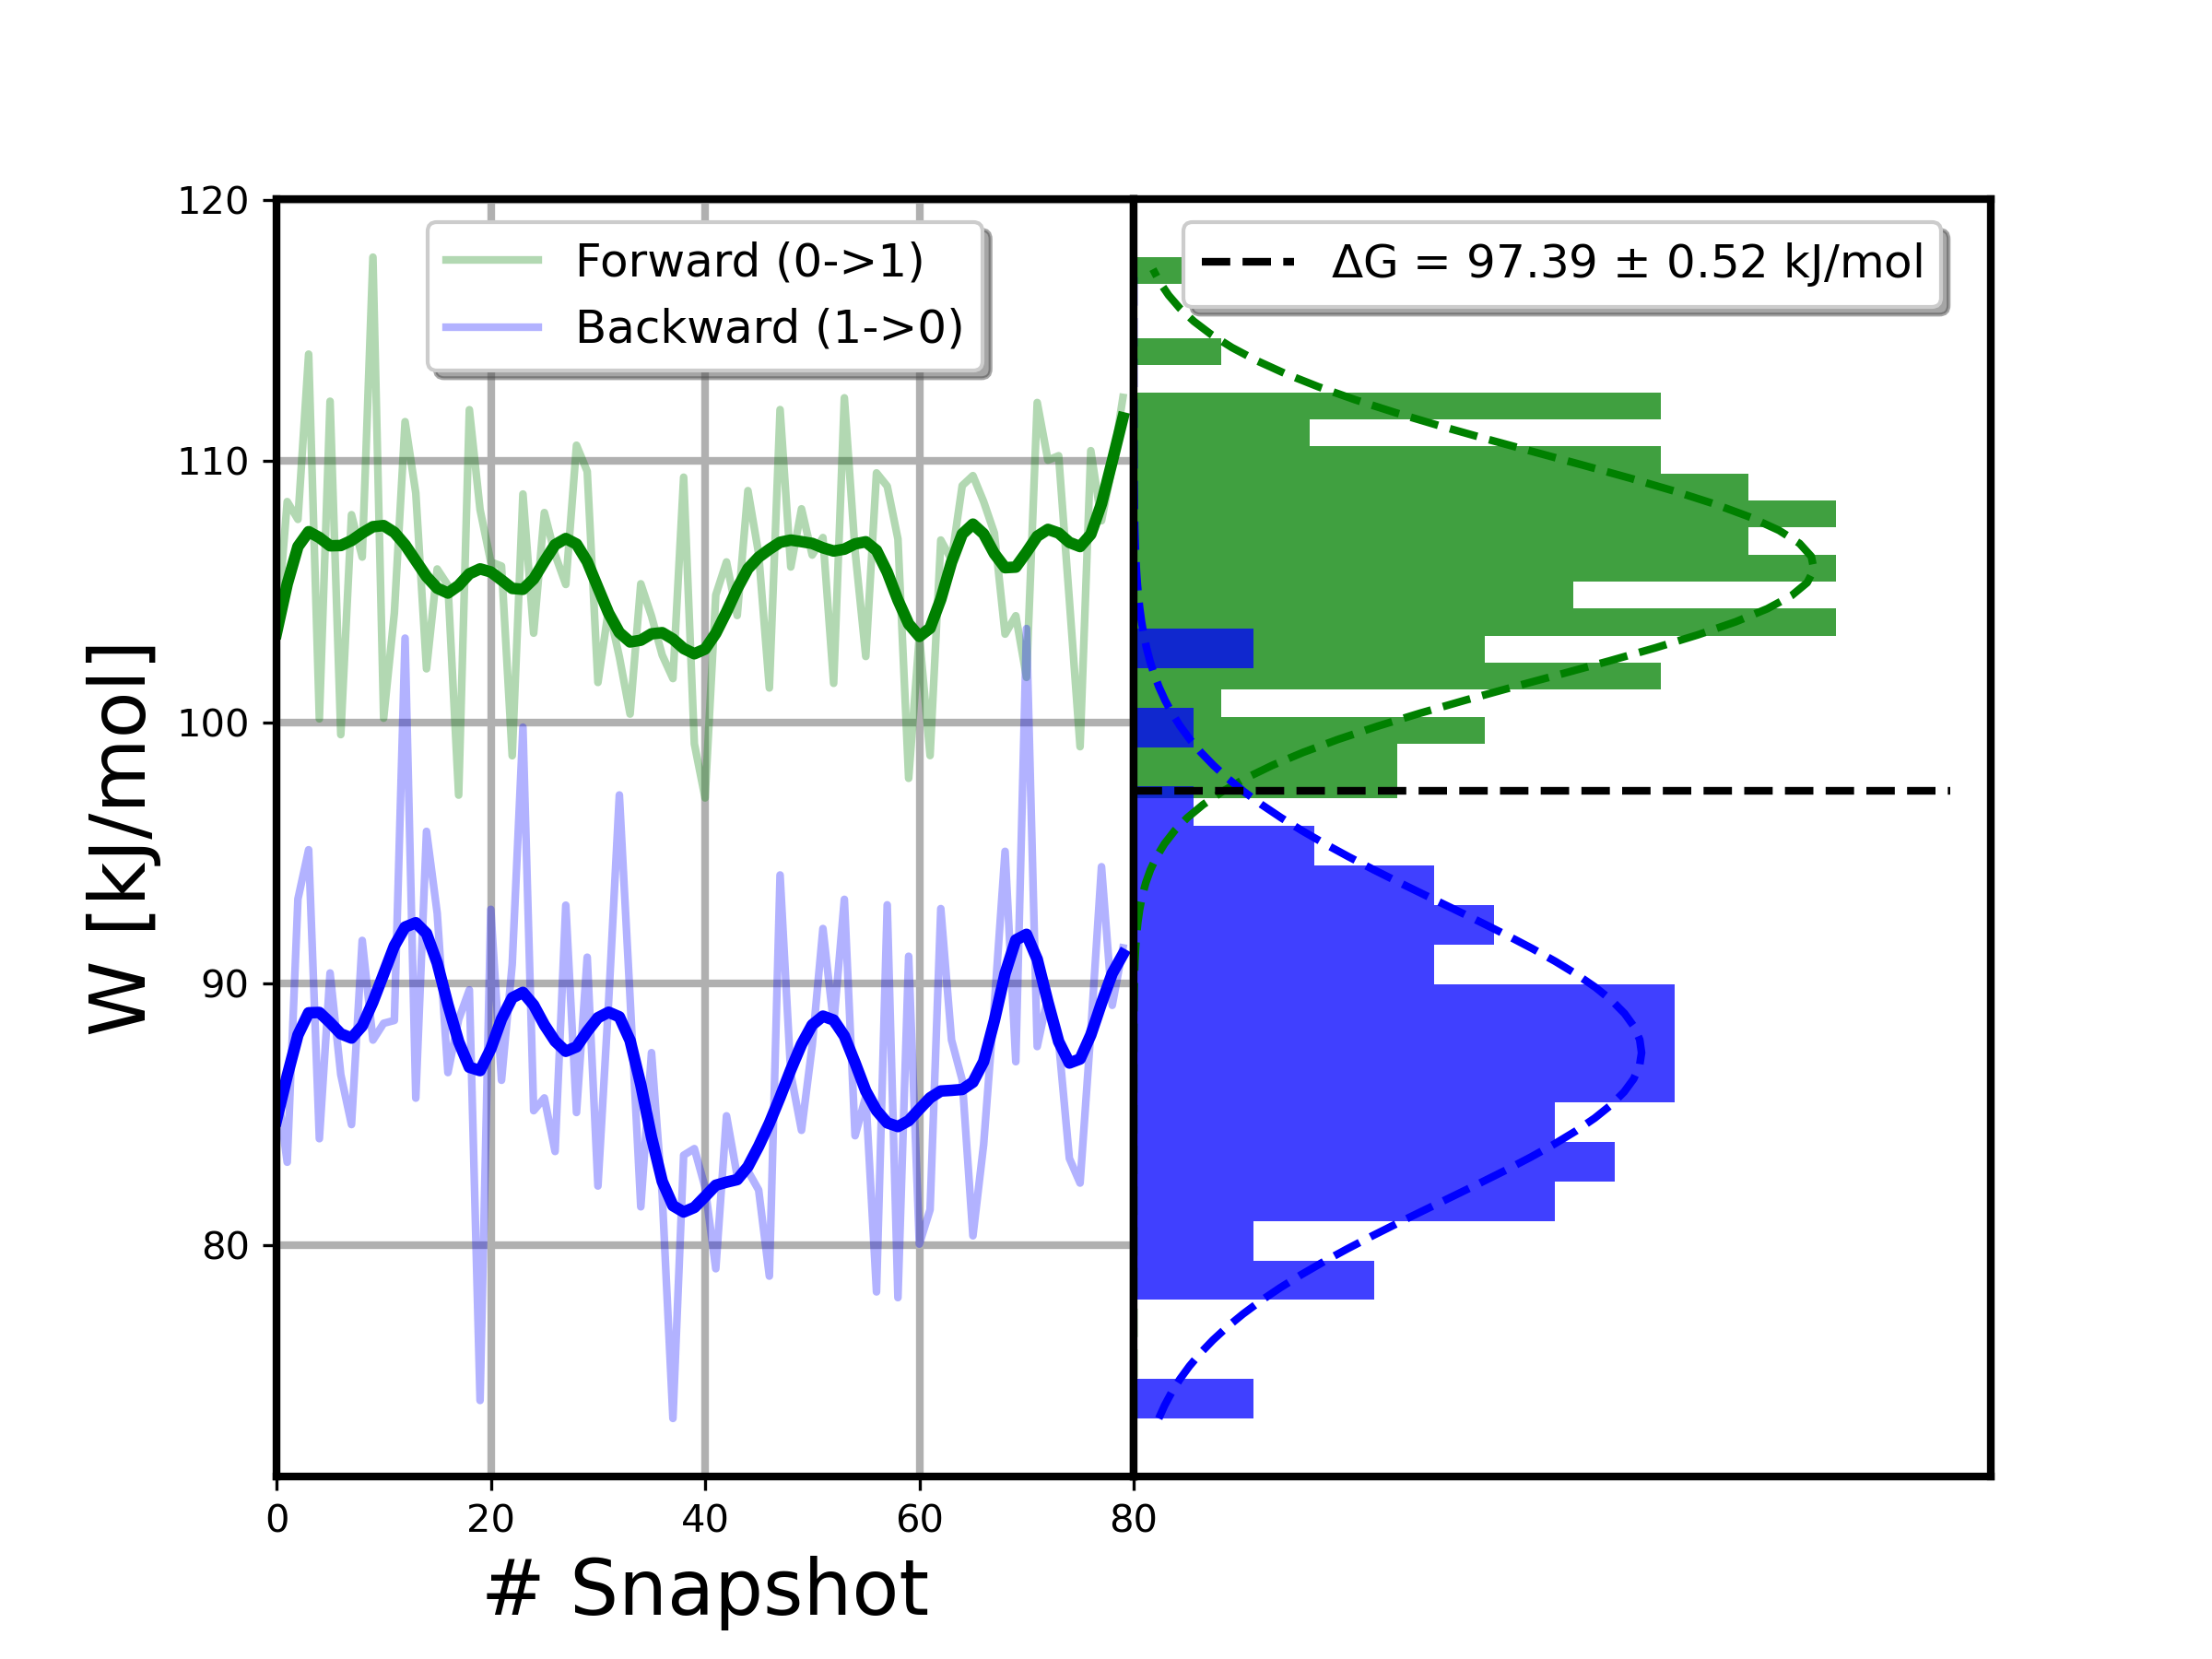 120
110
100
90
80
W [kJ/mol]
Forward (0->1)
Backward (1->0)
ΔG = 97.39 ± 0.52 kJ/mol
0 20 40 60 80
# Snapshot